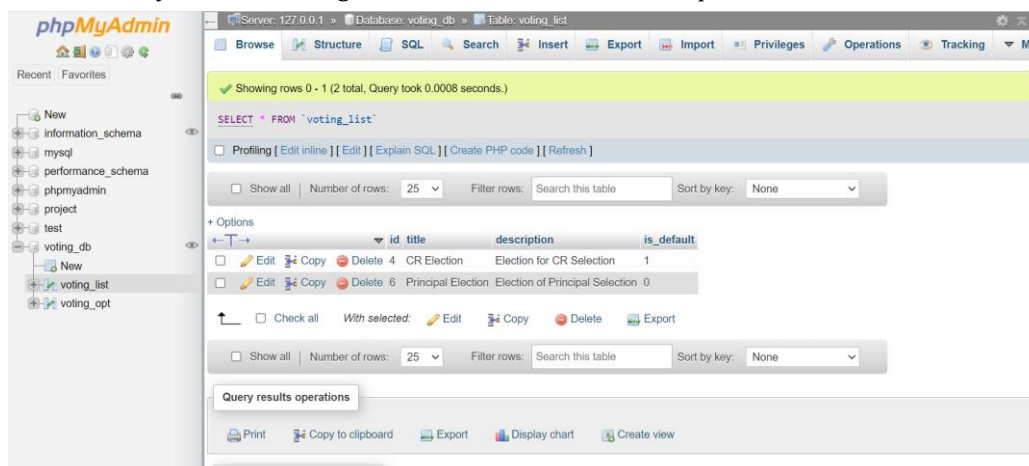 phpMyAdmin
Recent Favorites
New
information_schema
mysql
performance_schema
phpmyadmin
project
test
voting_db
New
voting_list
voting_opt
Server: 127.0.0.1 » Database: voting_db » Table: voting_list
Browse Structure SQL Search Insert Export Import Privileges Operations Tracking
Showing rows 0 - 1 (2 total, Query took 0.0008 seconds.)
SELECT * FROM `voting_list`
Profiling [ Edit inline ] [ Edit ] [ Explain SQL ] [ Create PHP code ] [ Refresh ]
Show all | Number of rows: 25 Filter rows: Search this table Sort by key: None
+ Options
←T→ id title description is_default
Edit Copy Delete 4 CR Election Election for CR Selection 1
Edit Copy Delete 6 Principal Election Election of Principal Selection 0
Check all With selected: Edit Copy Delete Export
Show all | Number of rows: 25 Filter rows: Search this table Sort by key: None
Query results operations
Print Copy to clipboard Export Display chart Create view